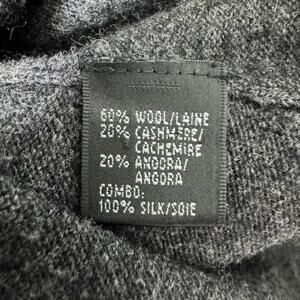 60% WOOL/LAINE
20% CASHMERE/
CACHEMIRE
20% ANGORA/
ANGORA
COMBO:
100% SILK/SOIE